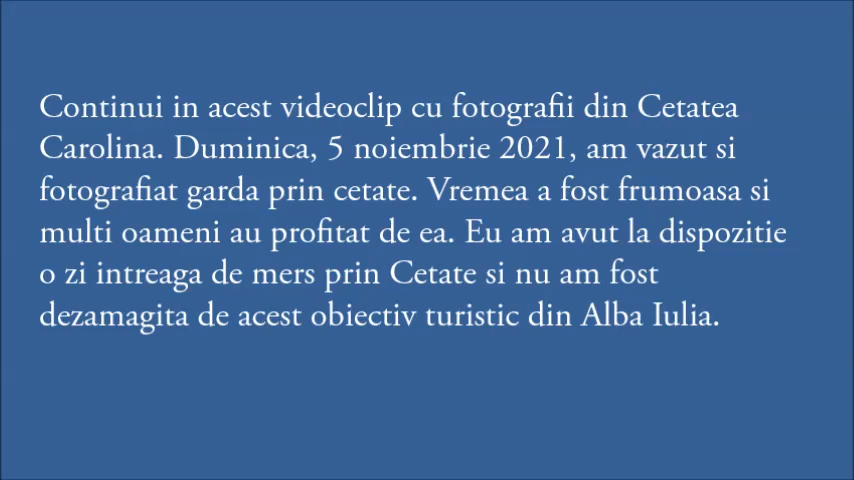 Continui in acest videoclip cu fotografii din Cetatea
Carolina. Duminica, 5 noiembrie 2021, am vazut si
fotografiat garda prin cetate. Vremea a fost frumoasa si
multi oameni au profitat de ea. Eu am avut la dispozitie
o zi intreaga de mers prin Cetate si nu am fost
dezamagita de acest obiectiv turistic din Alba Iulia.